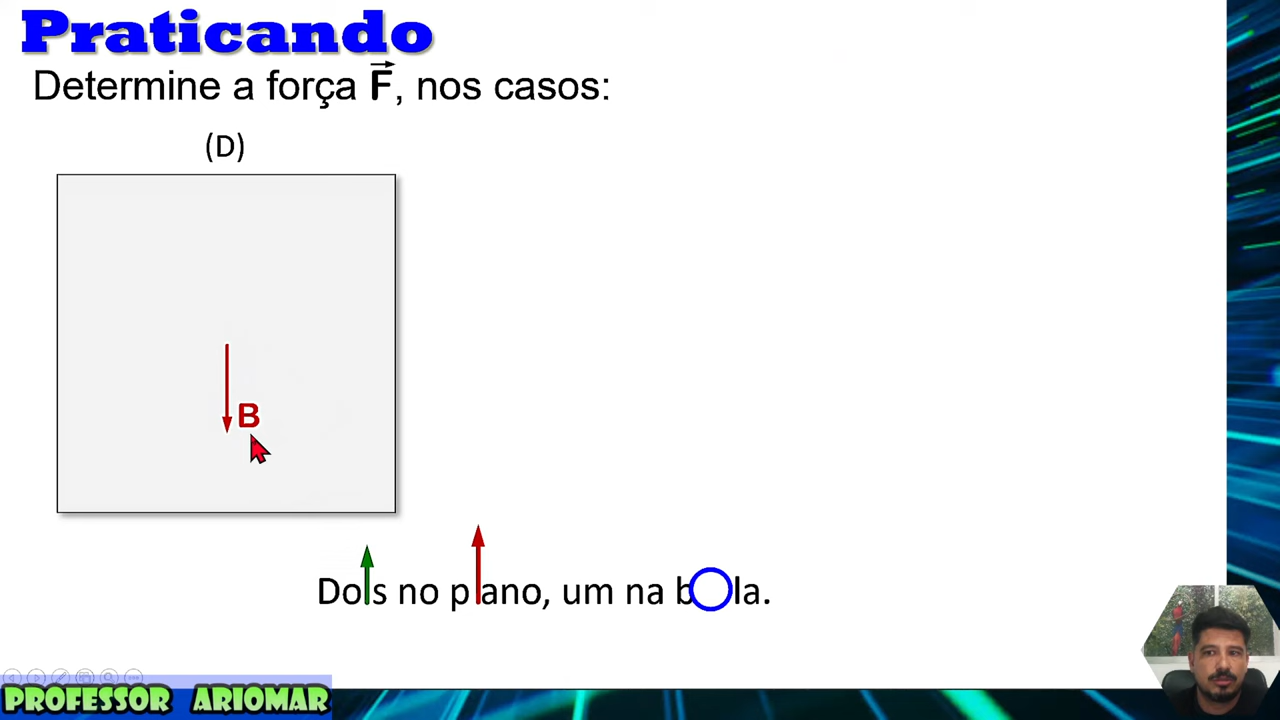 Praticando
Determine a força F, nos casos:
(D)
B
Dois no plano, um na bola.
PROFESSOR ARIOMAR